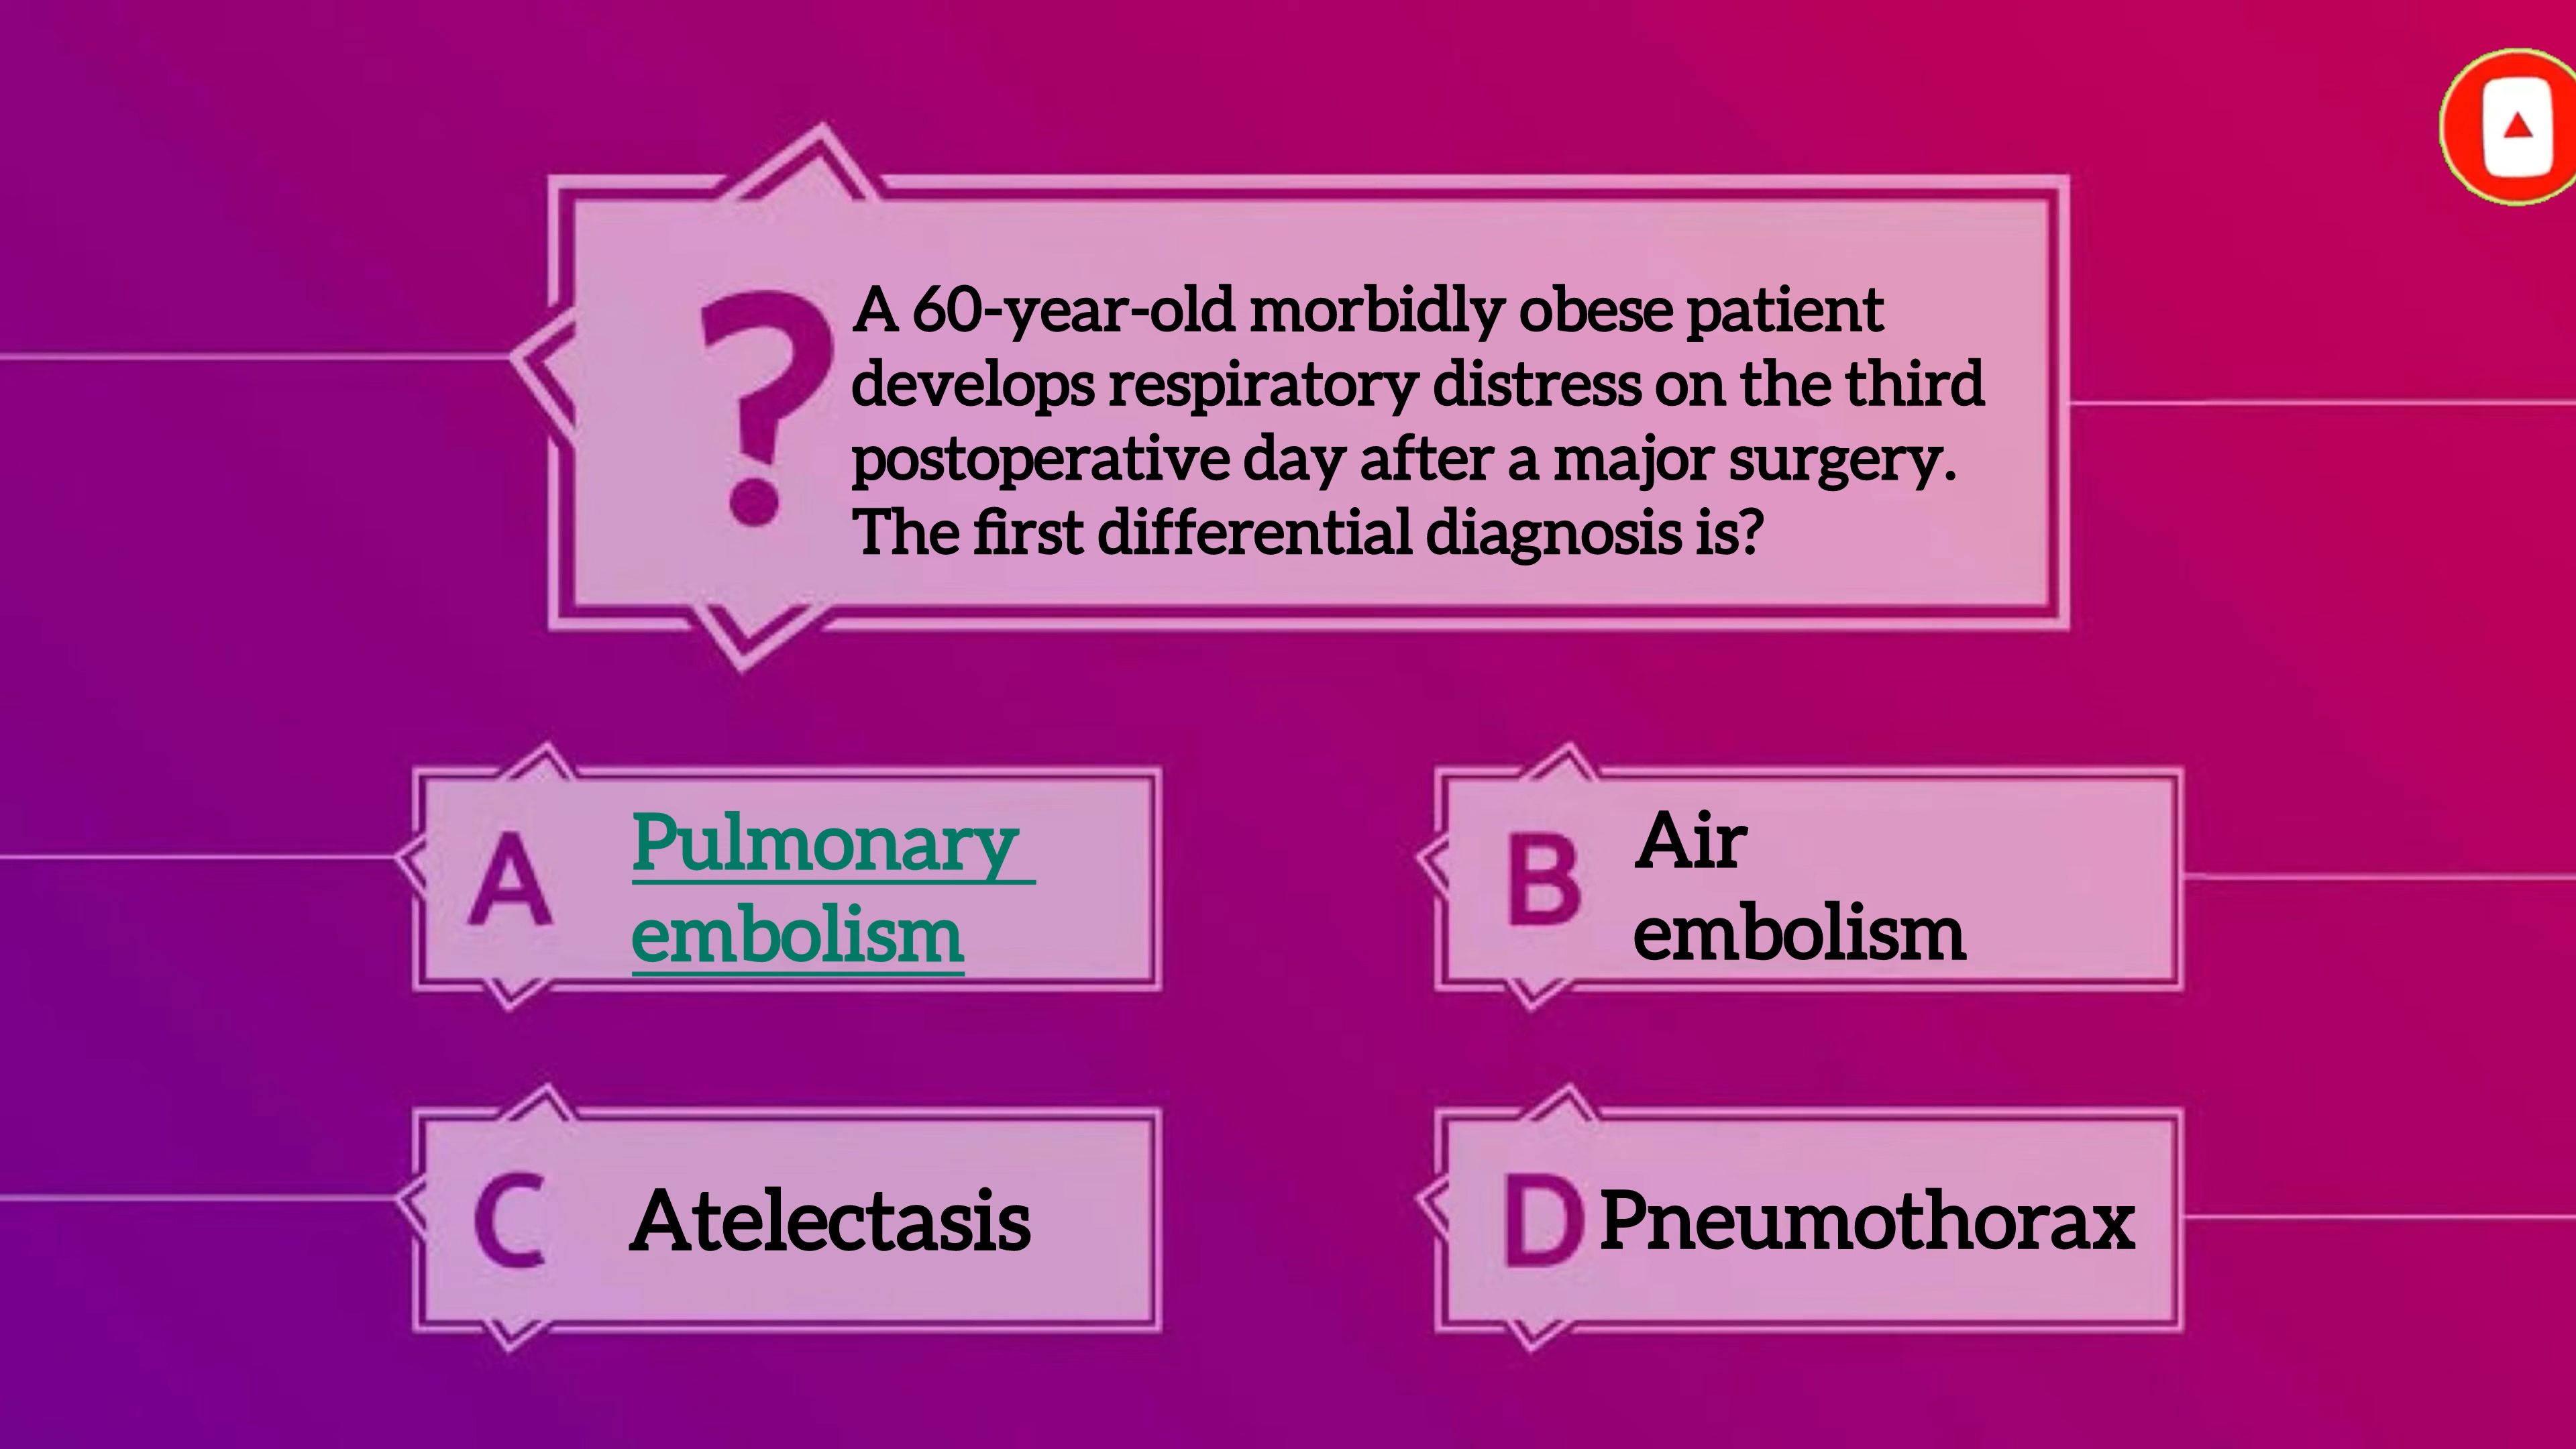 ?
A 60-year-old morbidly obese patient
develops respiratory distress on the third
postoperative day after a major surgery.
The first differential diagnosis is?
A
Pulmonary
embolism
B
Air
embolism
C
Atelectasis
D
Pneumothorax